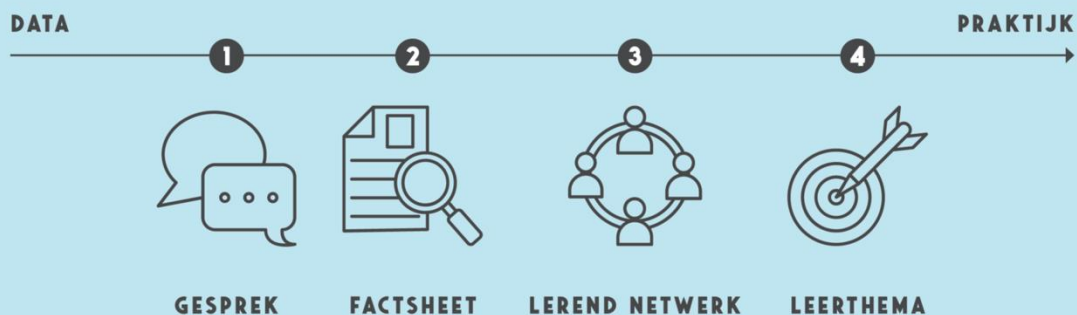 DATA
PRAKTIJK
1
2
3
4
GESPREK
FACTSHEET
LEREND NETWERK
LEERTHEMA